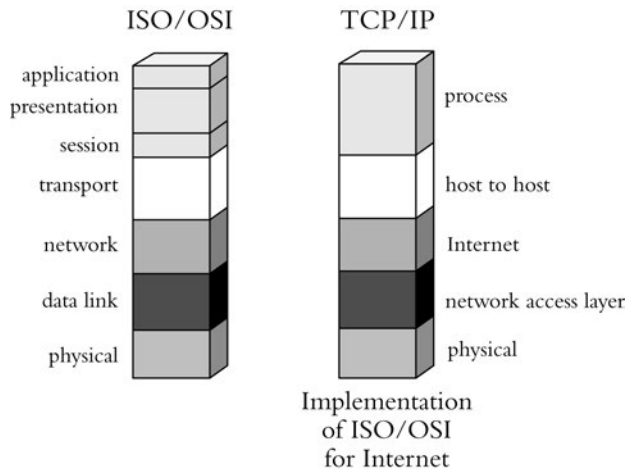 ISO/OSI
TCP/IP
application
presentation
session
transport
network
data link
physical
process
host to host
Internet
network access layer
physical
Implementation
of ISO/OSI
for Internet